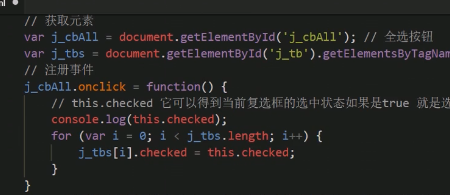 // 获取元素
var j_cbAll = document.getElementById('j_cbAll'); // 全选按钮
var j_tbs = document.getElementById('j_tb').getElementsByTagNam
// 注册事件
j_cbAll.onclick = function() {
// this.checked 它可以得到当前复选框的选中状态如果是true 就是选
console.log(this.checked);
for (var i = 0; i < j_tbs.length; i++) {
j_tbs[i].checked = this.checked;
}
}